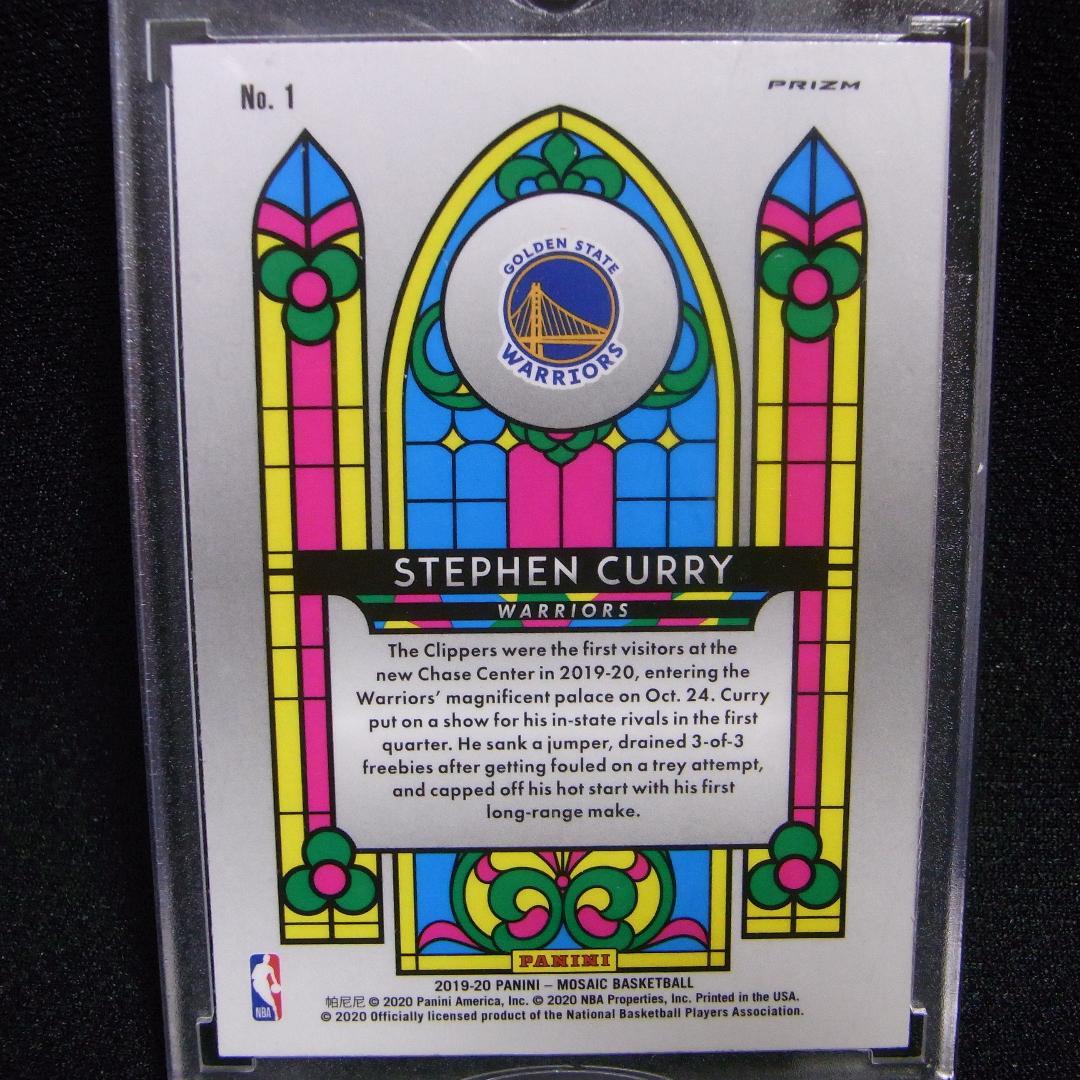 No. 1
PRIZM
GOLDEN STATE
WARRIORS
STEPHEN CURRY
WARRIORS
The Clippers were the first visitors at the
new Chase Center in 2019-20, entering the
Warriors' magnificent palace on Oct. 24. Curry
put on a show for his in-state rivals in the first
quarter. He sank a jumper, drained 3-of-3
freebies after getting fouled on a trey attempt,
and capped off his hot start with his first
long-range make.
PANINI
2019-20 PANINI – MOSAIC BASKETBALL
帕尼尼 © 2020 Panini America, Inc. © 2020 NBA Properties, Inc. Printed in the USA.
© 2020 Officially licensed product of the National Basketball Players Association.
NBA